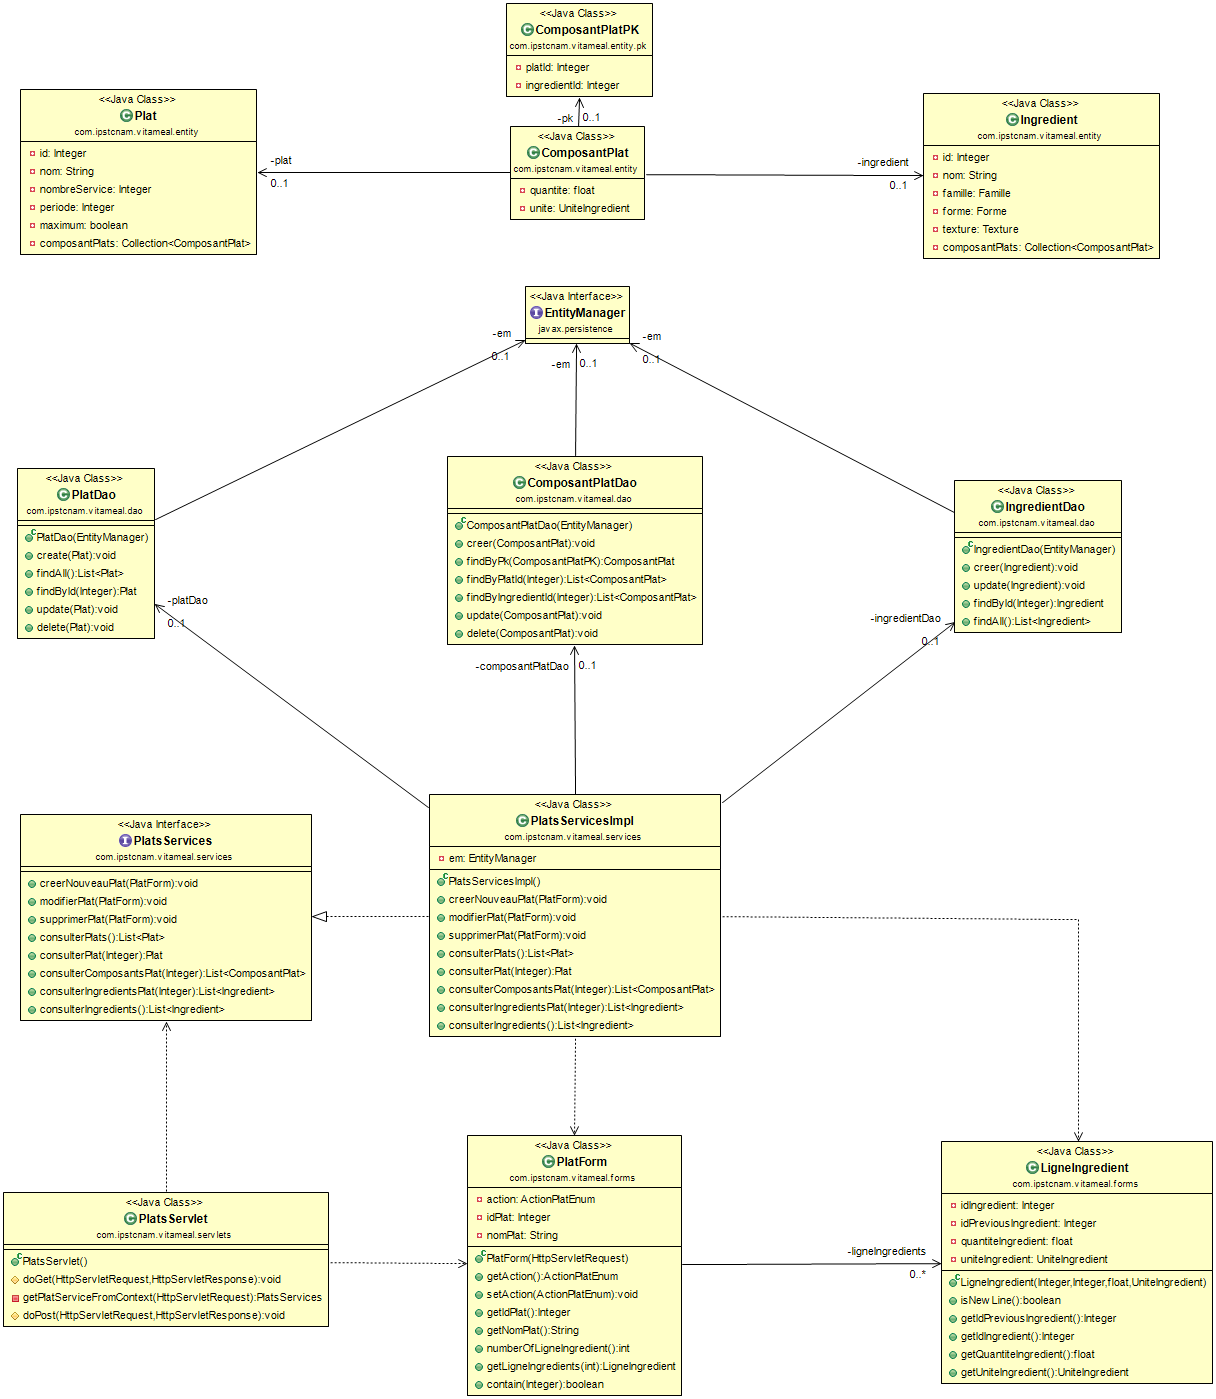 <<Java Class>>
ComposantPlatPK
com.ipstcnam.vitameal.entity.pk
platId: Integer
ingredientId: Integer
-pk
0..1
<<Java Class>>
Plat
com.ipstcnam.vitameal.entity
id: Integer
nom: String
nombreService: Integer
periode: Integer
maximum: boolean
composantPlats: Collection<ComposantPlat>
-plat
0..1
<<Java Class>>
ComposantPlat
com.ipstcnam.vitameal.entity
quantite: float
unite: UniteIngredient
-ingredient
0..1
<<Java Class>>
Ingredient
com.ipstcnam.vitameal.entity
id: Integer
nom: String
famille: Famille
forme: Forme
texture: Texture
composantPlats: Collection<ComposantPlat>
<<Java Interface>>
EntityManager
javax.persistence
-em
0..1
-em
0..1
-em
0..1
<<Java Class>>
PlatDao
com.ipstcnam.vitameal.dao
PlatDao(EntityManager)
create(Plat):void
findAll():List<Plat>
findById(Integer):Plat
update(Plat):void
delete(Plat):void
-platDao
0..1
<<Java Class>>
ComposantPlatDao
com.ipstcnam.vitameal.dao
ComposantPlatDao(EntityManager)
creer(ComposantPlat):void
findByPk(ComposantPlatPK):ComposantPlat
findByPlatId(Integer):List<ComposantPlat>
findByIngredientId(Integer):List<ComposantPlat>
update(ComposantPlat):void
delete(ComposantPlat):void
-composantPlatDao
0..1
<<Java Class>>
IngredientDao
com.ipstcnam.vitameal.dao
IngredientDao(EntityManager)
creer(Ingredient):void
update(Ingredient):void
findById(Integer):Ingredient
findAll():List<Ingredient>
-ingredientDao
0..1
<<Java Interface>>
PlatsServices
com.ipstcnam.vitameal.services
creerNouveauPlat(PlatForm):void
modifierPlat(PlatForm):void
supprimerPlat(PlatForm):void
consulterPlats():List<Plat>
consulterPlat(Integer):Plat
consulterComposantsPlat(Integer):List<ComposantPlat>
consulterIngredientsPlat(Integer):List<Ingredient>
consulterIngredients():List<Ingredient>
<<Java Class>>
PlatsServicesImpl
com.ipstcnam.vitameal.services
em: EntityManager
PlatsServicesImpl()
creerNouveauPlat(PlatForm):void
modifierPlat(PlatForm):void
supprimerPlat(PlatForm):void
consulterPlats():List<Plat>
consulterPlat(Integer):Plat
consulterComposantsPlat(Integer):List<ComposantPlat>
consulterIngredientsPlat(Integer):List<Ingredient>
consulterIngredients():List<Ingredient>
<<Java Class>>
PlatsServlet
com.ipstcnam.vitameal.servlets
PlatsServlet()
doGet(HttpServletRequest,HttpServletResponse):void
getPlatServiceFromContext(HttpServletRequest):PlatsServices
doPost(HttpServletRequest,HttpServletResponse):void
<<Java Class>>
PlatForm
com.ipstcnam.vitameal.forms
action: ActionPlatEnum
idPlat: Integer
nomPlat: String
PlatForm(HttpServletRequest)
getAction():ActionPlatEnum
setAction(ActionPlatEnum):void
getIdPlat():Integer
getNomPlat():String
numberOfLigneIngredient():int
getLigneIngredients(int):LigneIngredient
contain(Integer):boolean
-ligneIngredients
0..*
<<Java Class>>
LigneIngredient
com.ipstcnam.vitameal.forms
idIngredient: Integer
idPreviousIngredient: Integer
quantiteIngredient: float
uniteIngredient: UniteIngredient
LigneIngredient(Integer,Integer,float,UniteIngredient)
isNewLine():boolean
getIdPreviousIngredient():Integer
getIdIngredient():Integer
getQuantiteIngredient():float
getUniteIngredient():UniteIngredient